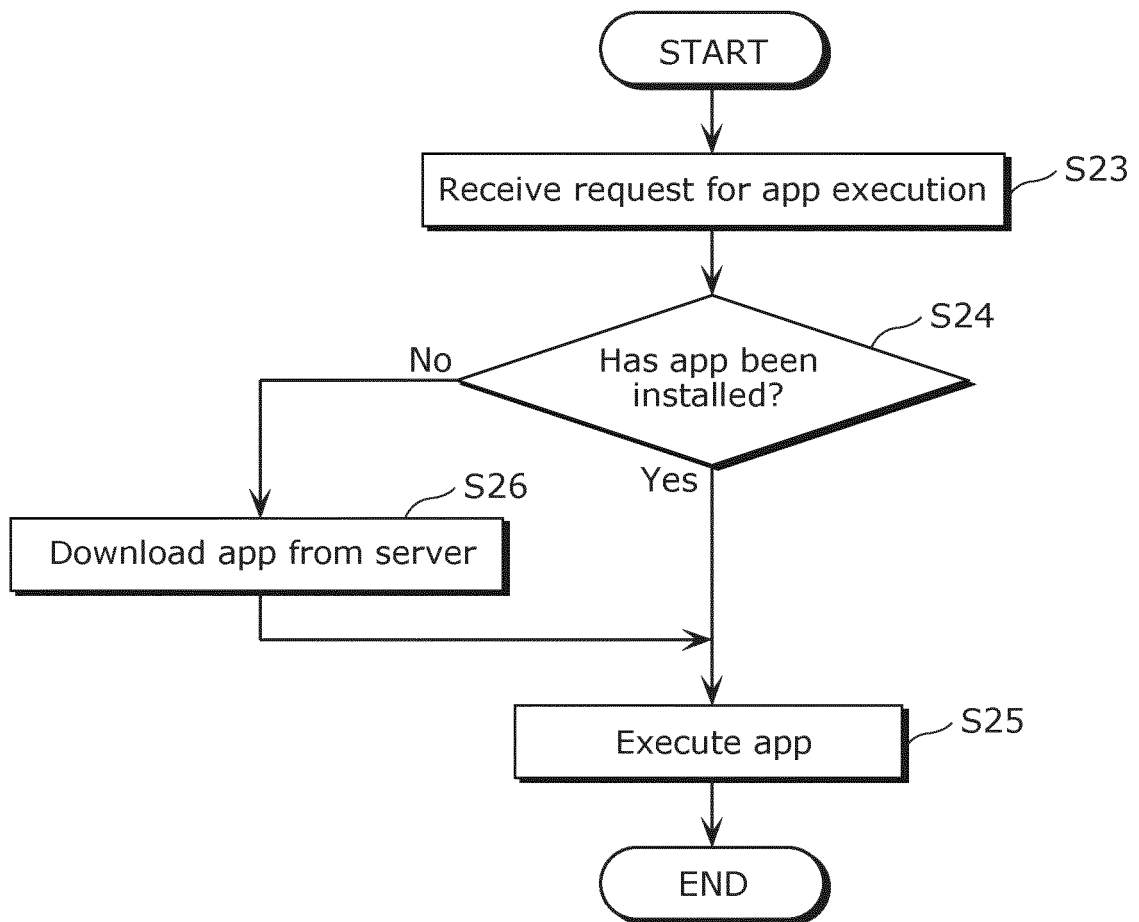 START
Receive request for app execution
S23
S24
Has app been
installed?
No
Yes
S26
Download app from server
Execute app
S25
END